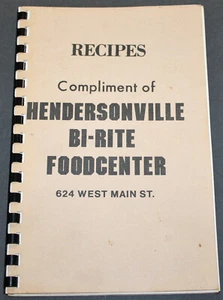 RECIPES
Compliment of
HENDERSONVILLE
BI-RITE
FOODCENTER
624 WEST MAIN ST.